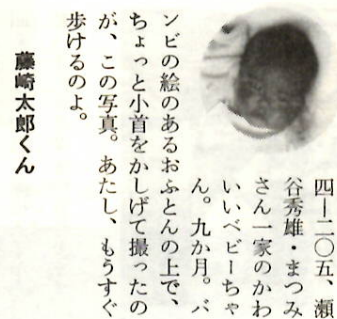 四―二〇五、瀬
谷秀雄・まつみ
さん一家のかわ
いいベビーちゃ
ん。九か月。バ
ンビの絵のあるおふとんの上で、
ちょっと小首をかしげて撮ったの
が、この写真。あたし、もうすぐ
歩けるのよ。
藤崎太郎くん